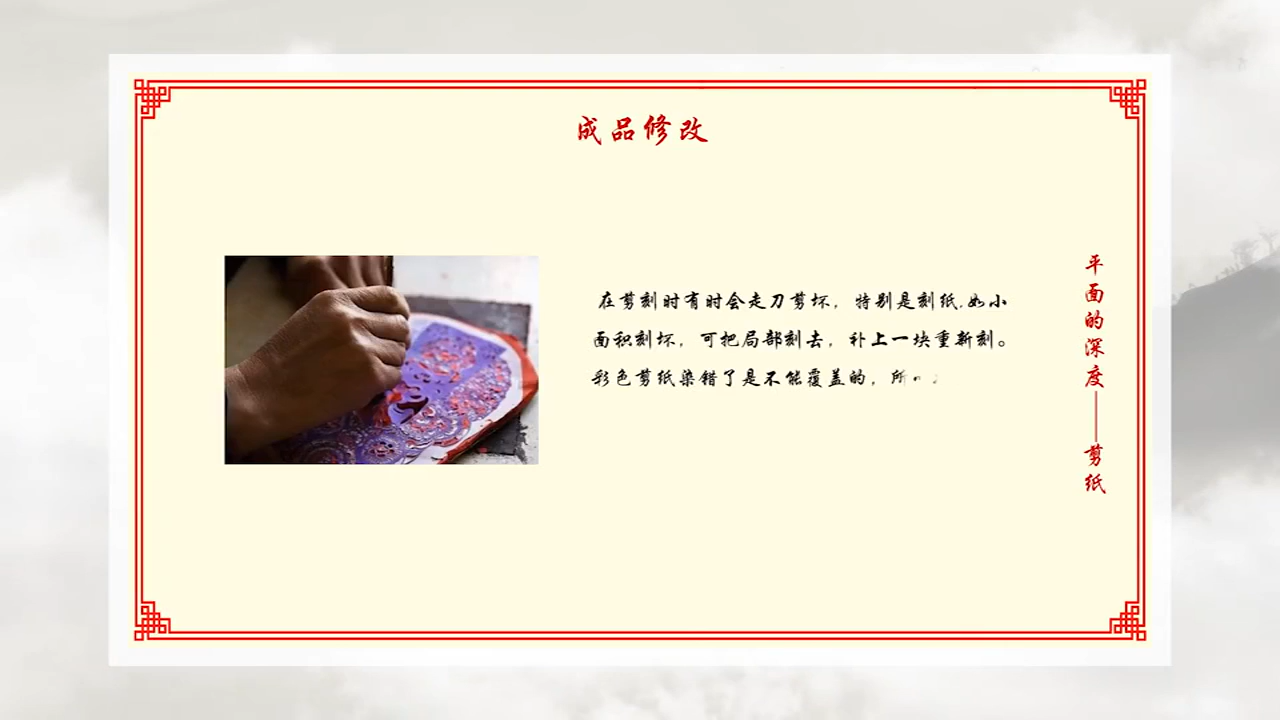 成品修改
在剪刻时有时会走刀剪坏，特别是刻纸，如小
面积刻坏，可把局部刻去，补上一块重新刻。
彩色剪纸染错了是不能覆盖的，所
平面的深度——剪纸